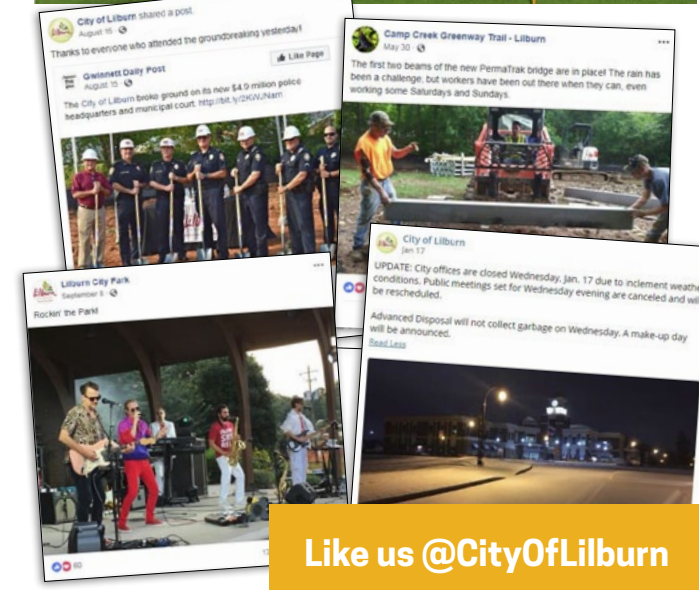 City of Lilburn shared a post.
August 15
Thanks to everyone who attended the groundbreaking yesterday!
Like Page
Gwinnett Daily Post
August 15
The City of Lilburn broke ground on its new $4.9 million police
headquarters and municipal court.
Camp Creek Greenway Trail - Lilburn
May 30
The first two beams of the new PermaTrak bridge are in place! The rain has
been a challenge, but workers have been out there when they can, even
working some Saturdays and Sundays.
City of Lilburn
Jan 17
UPDATE: City offices are closed Wednesday, Jan. 17 due to inclement weathe
conditions. Public meetings set for Wednesday evening are canceled and wil
be rescheduled.
Advanced Disposal will not collect garbage on Wednesday. A make-up day
will be announced.
Read Less
Lilburn City Park
September 8
Rockin' the Park!
60
Like us @CityOfLilburn